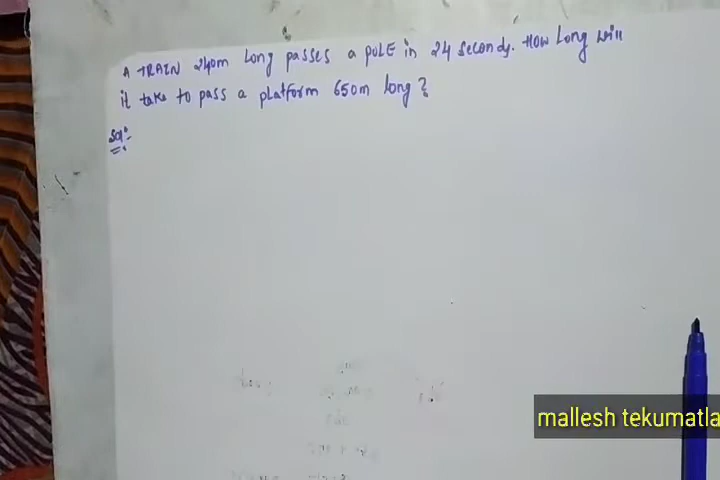 A TRAIN 240m Long passes a pole in 24 seconds. How Long will
it take to pass a platform 650m long?
Sol:-
mallesh tekumatla